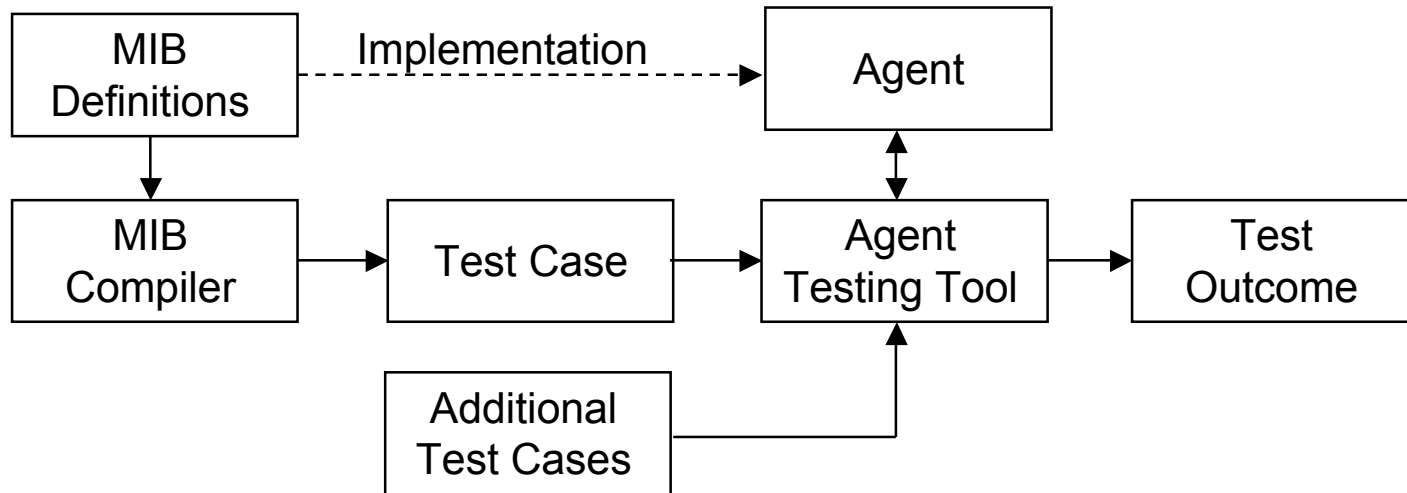 MIB
Definitions
Implementation
Agent
MIB
Compiler
Test Case
Agent
Testing Tool
Test
Outcome
Additional
Test Cases